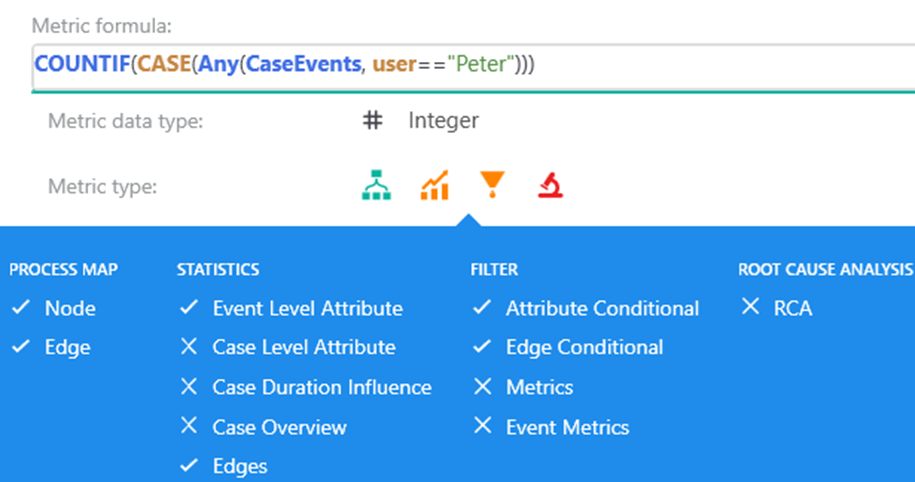 Metric formula:
COUNTIF(CASE(Any(CaseEvents, user=="Peter")))
Metric data type: # Integer
Metric type:
PROCESS MAP
Node
Edge
STATISTICS
Event Level Attribute
Case Level Attribute
Case Duration Influence
Case Overview
Edges
FILTER
Attribute Conditional
Edge Conditional
Metrics
Event Metrics
ROOT CAUSE ANALYSIS
RCA